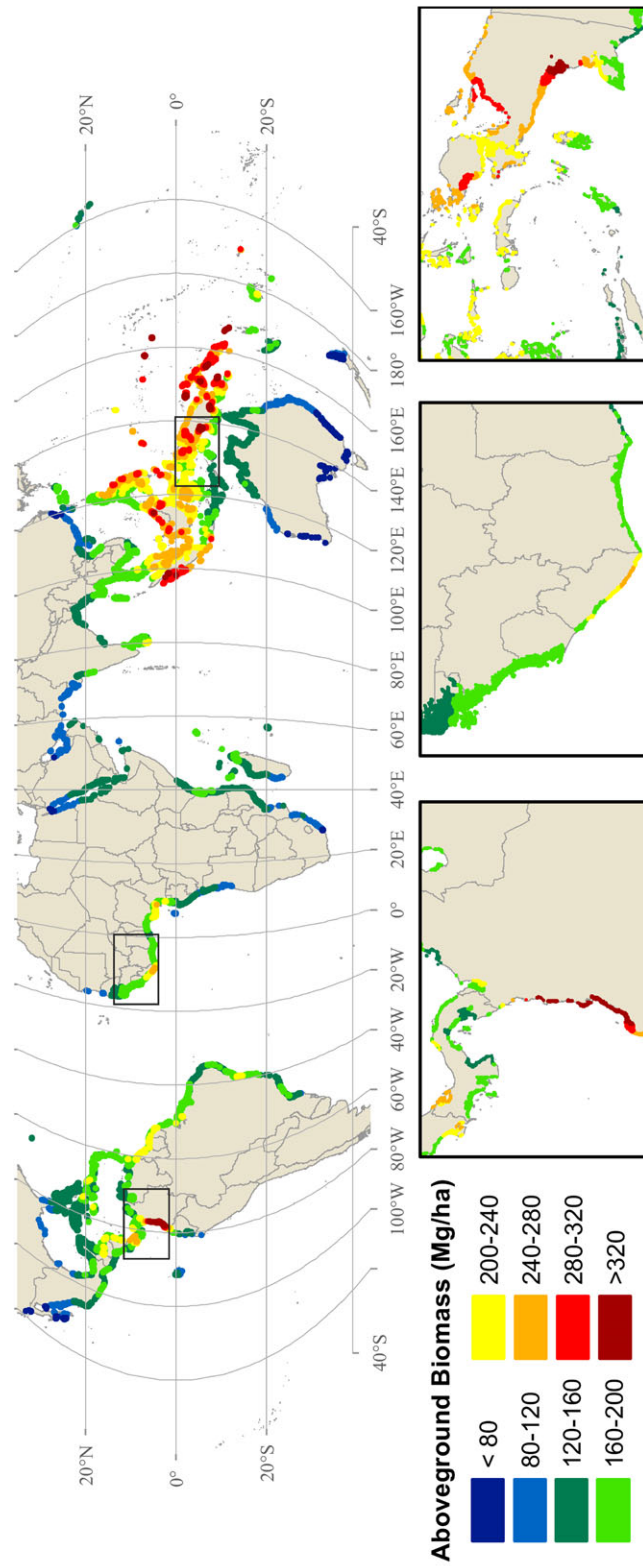 20°N
0°
20°S
20°N
0°
20°S
40°S
40°S
100°W
80°W
60°W
40°W
20°W
0°
20°E
40°E
60°E
80°E
100°E
120°E
140°E
160°E
180°
160°W
Aboveground Biomass (Mg/ha)
< 80
200-240
80-120
240-280
120-160
280-320
160-200
>320